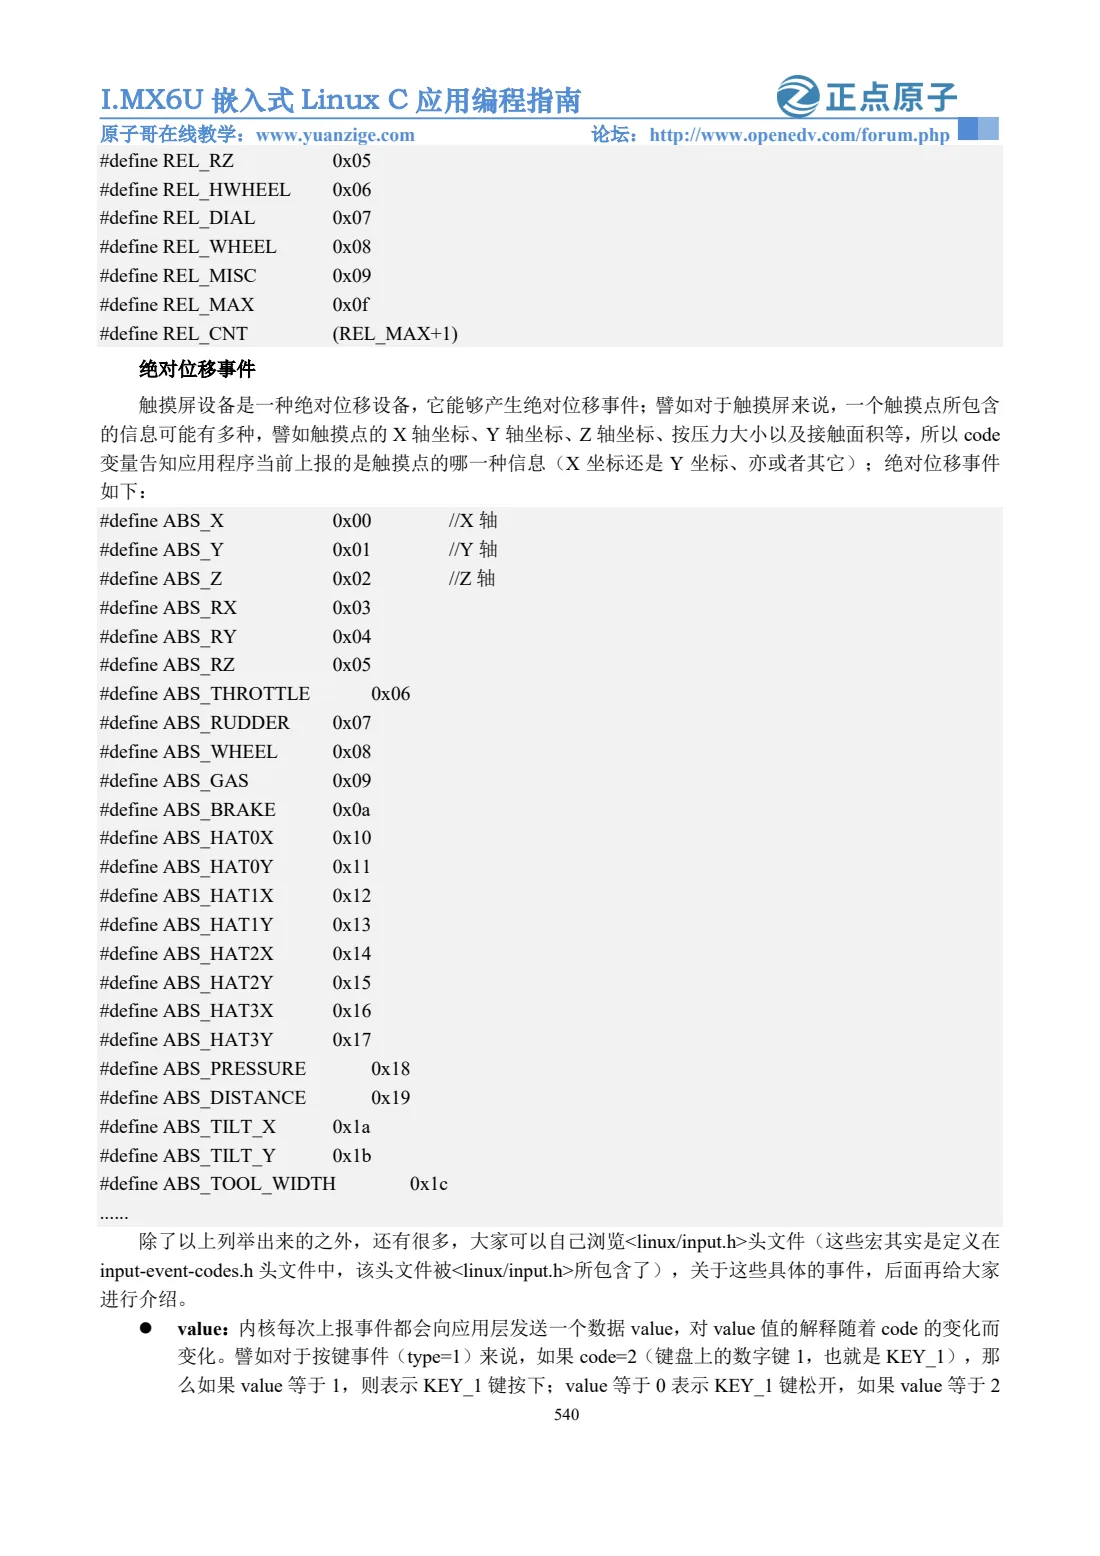 I.MX6U 嵌入式 Linux C 应用编程指南
正点原子
原子哥在线教学：www.yuanzige.com 论坛：http://www.openedv.com/forum.php
#define REL_RZ 0x05
#define REL_HWHEEL 0x06
#define REL_DIAL 0x07
#define REL_WHEEL 0x08
#define REL_MISC 0x09
#define REL_MAX 0x0f
#define REL_CNT (REL_MAX+1)
绝对位移事件
触摸屏设备是一种绝对位移设备，它能够产生绝对位移事件；譬如对于触摸屏来说，一个触摸点所包含
的信息可能有多种，譬如触摸点的 X 轴坐标、Y 轴坐标、Z 轴坐标、按压力大小以及接触面积等，所以 code
变量告知应用程序当前上报的是触摸点的哪一种信息（X 坐标还是 Y 坐标、亦或者其它）；绝对位移事件
如下：
#define ABS_X 0x00 //X 轴
#define ABS_Y 0x01 //Y 轴
#define ABS_Z 0x02 //Z 轴
#define ABS_RX 0x03
#define ABS_RY 0x04
#define ABS_RZ 0x05
#define ABS_THROTTLE 0x06
#define ABS_RUDDER 0x07
#define ABS_WHEEL 0x08
#define ABS_GAS 0x09
#define ABS_BRAKE 0x0a
#define ABS_HAT0X 0x10
#define ABS_HAT0Y 0x11
#define ABS_HAT1X 0x12
#define ABS_HAT1Y 0x13
#define ABS_HAT2X 0x14
#define ABS_HAT2Y 0x15
#define ABS_HAT3X 0x16
#define ABS_HAT3Y 0x17
#define ABS_PRESSURE 0x18
#define ABS_DISTANCE 0x19
#define ABS_TILT_X 0x1a
#define ABS_TILT_Y 0x1b
#define ABS_TOOL_WIDTH 0x1c
......
除了以上列举出来的之外，还有很多，大家可以自己浏览<linux/input.h>头文件（这些宏其实是定义在
input-event-codes.h 头文件中，该头文件被<linux/input.h>所包含了），关于这些具体的事件，后面再给大家
进行介绍。
● value：内核每次上报事件都会向应用层发送一个数据 value，对 value 值的解释随着 code 的变化而
变化。譬如对于按键事件（type=1）来说，如果 code=2（键盘上的数字键 1，也就是 KEY_1），那
么如果 value 等于 1，则表示 KEY_1 键按下；value 等于 0 表示 KEY_1 键松开，如果 value 等于 2
540